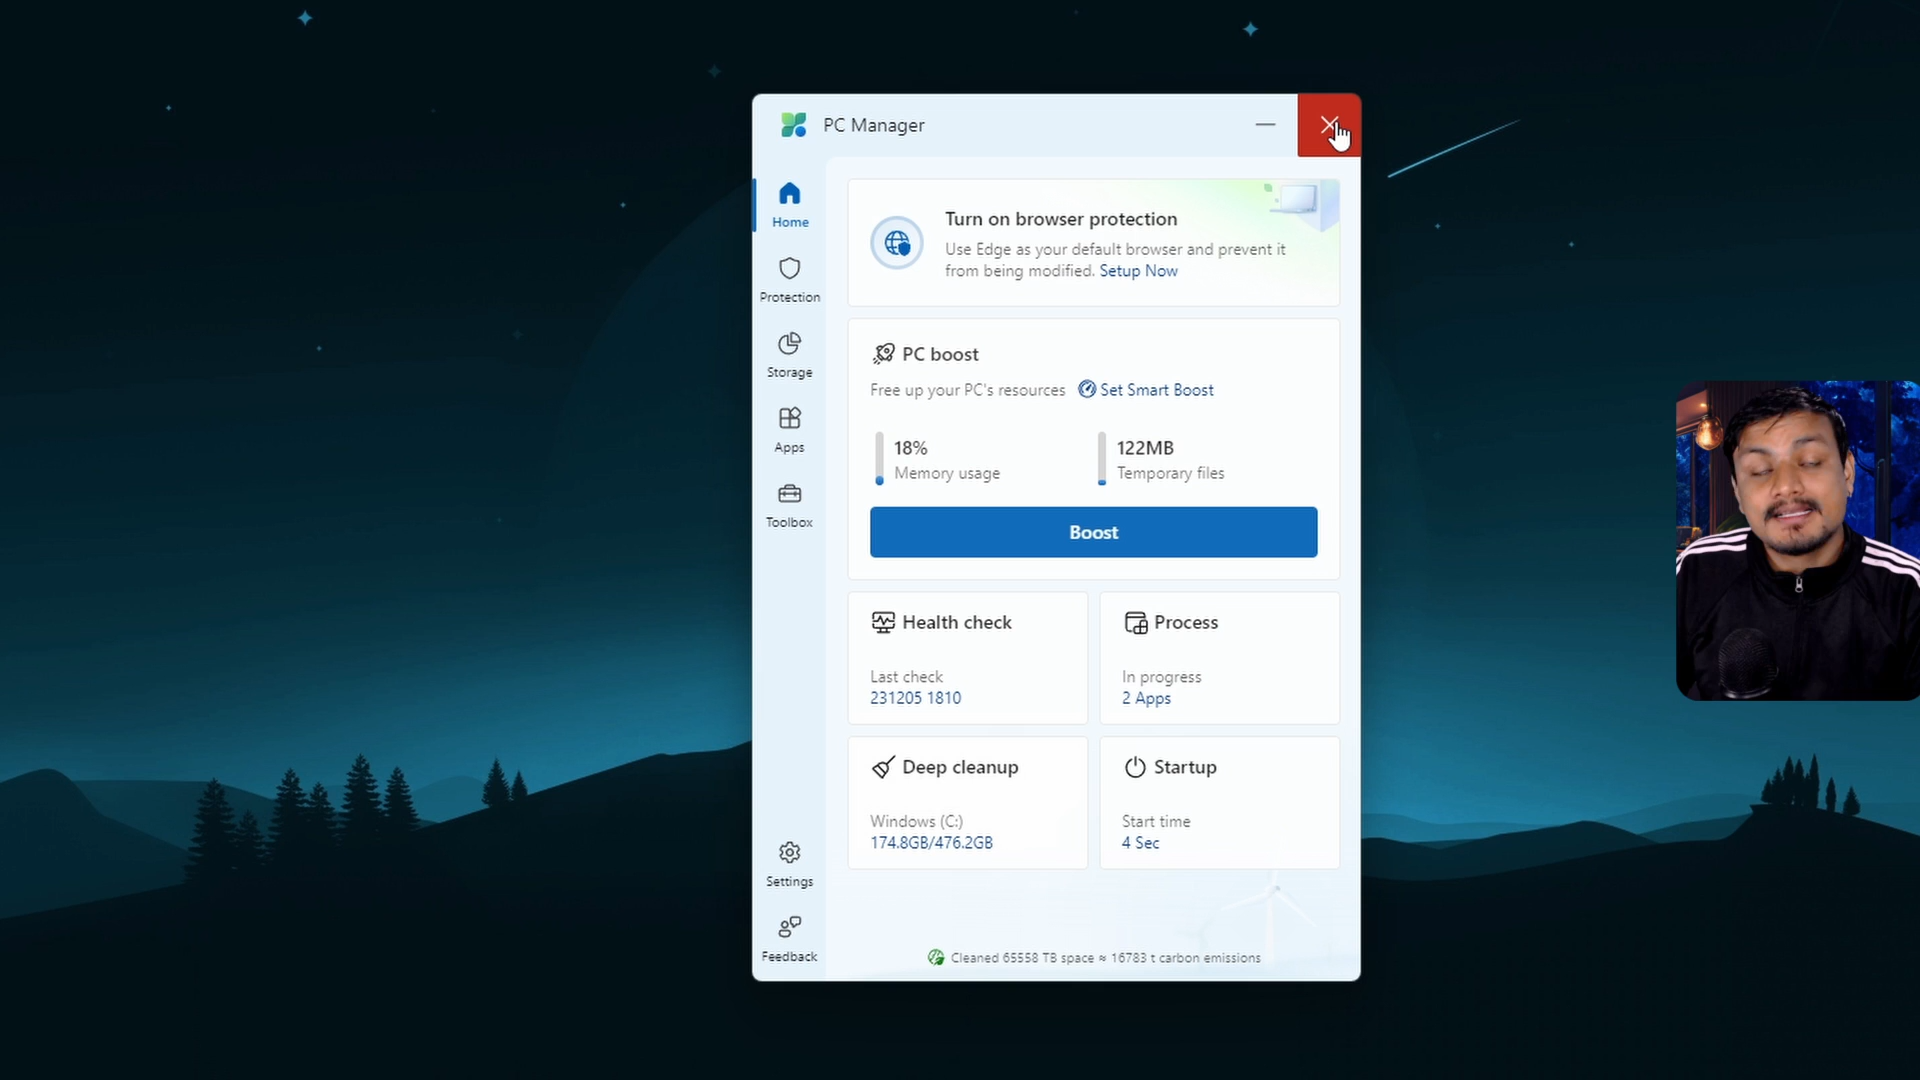 PC Manager
Home
Protection
Storage
Apps
Toolbox
Settings
Feedback
Turn on browser protection
Use Edge as your default browser and prevent it
from being modified. Setup Now
PC boost
Free up your PC's resources Set Smart Boost
18%
Memory usage
122MB
Temporary files
Boost
Health check
Last check
231205 1810
Process
In progress
2 Apps
Deep cleanup
Windows (C:)
174.8GB/476.2GB
Startup
Start time
4 Sec
Cleaned 65558 TB space ≈ 16783 t carbon emissions